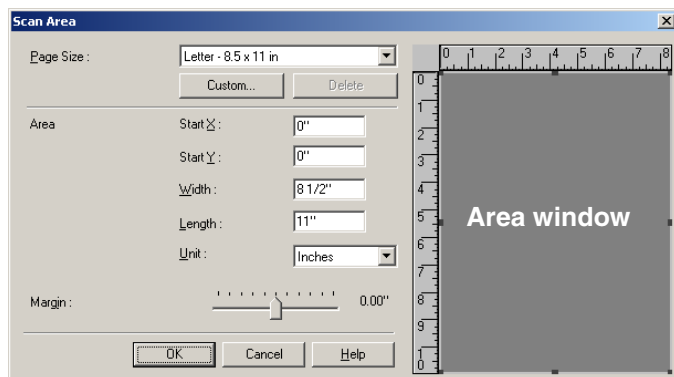 Scan Area
Page Size : Letter - 8.5 x 11 in
Custom... Delete
Area StartX : 0"
StartY : 0"
Width : 8 1/2"
Length : 11"
Unit : Inches
Margin : 0.00"
OK Cancel Help
0 1 2 3 4 5 6 7 8
0
1
2
3
4
5
6
7
8
9
10
Area window